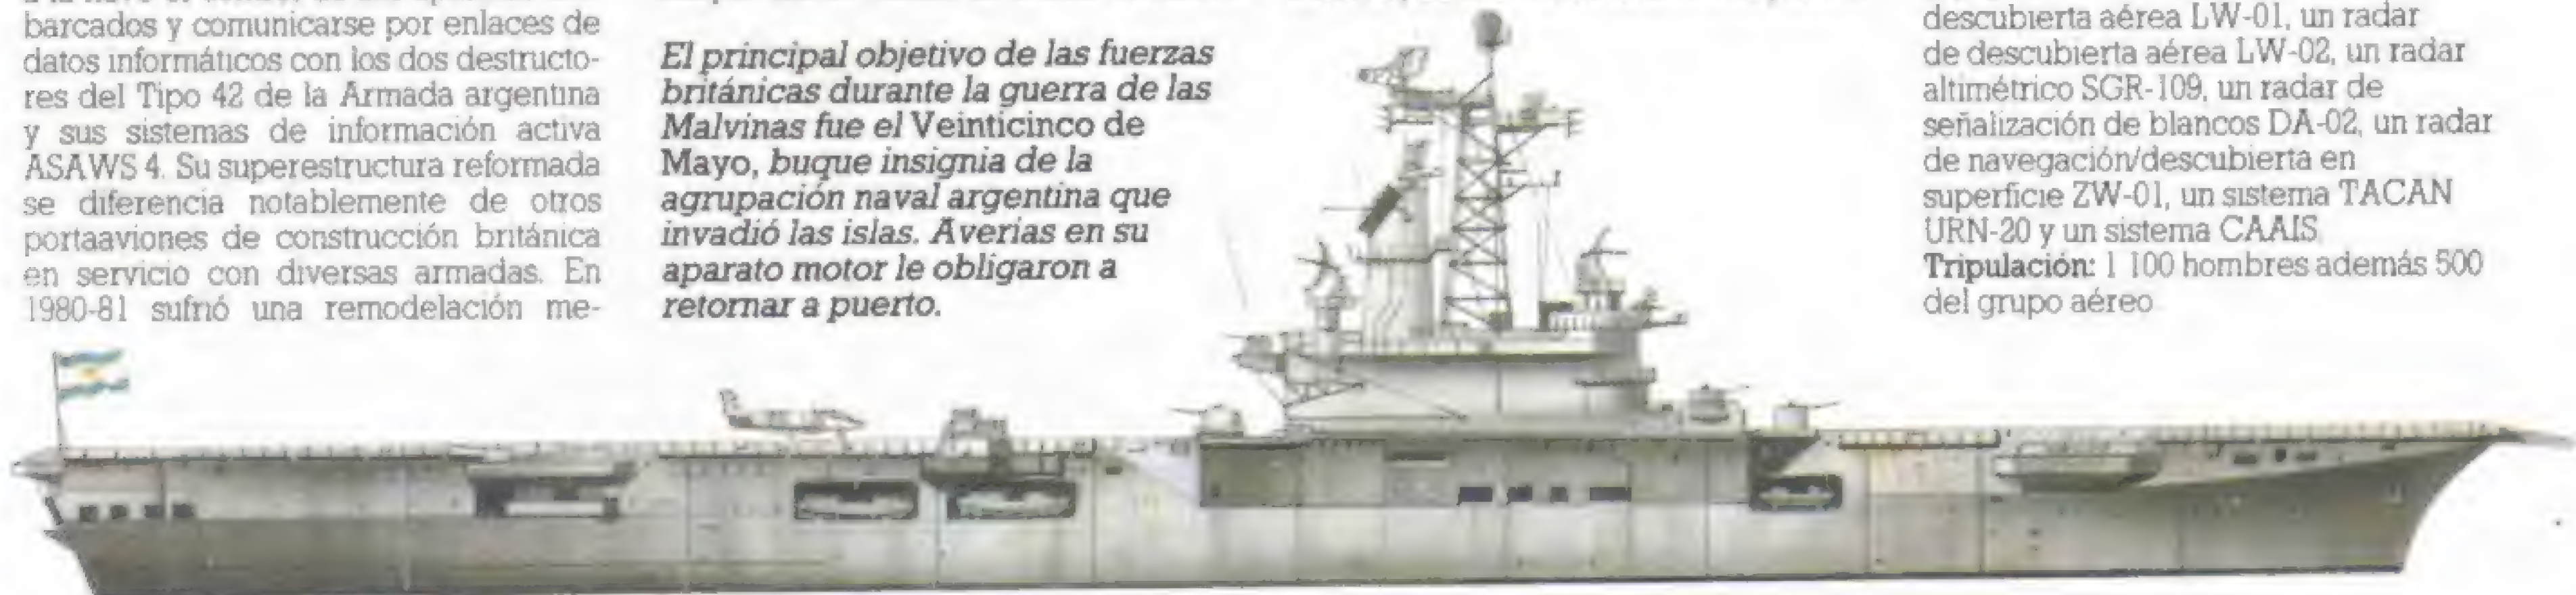 barcados y comunicarse por enlaces de
datos informáticos con los dos destructo-
res del Tipo 42 de la Armada argentina
y sus sistemas de información activa
ASAWS 4. Su superestructura reformada
se diferencia notablemente de otros
portaaviones de construcción británica
en servicio con diversas armadas. En
1980-81 sufrió una remodelación me-
El principal objetivo de las fuerzas
británicas durante la guerra de las
Malvinas fue el Veinticinco de
Mayo, buque insignia de la
agrupación naval argentina que
invadió las islas. Averías en su
aparato motor le obligaron a
retornar a puerto.
descubierta aérea LW-01, un radar
de descubierta aérea LW-02, un radar
altimétrico SGR-109, un radar de
señalización de blancos DA-02, un radar
de navegación/descubierta en
superficie ZW-01, un sistema TACAN
URN-20 y un sistema CAAIS.
Tripulación: 1 100 hombres además 500
del grupo aéreo